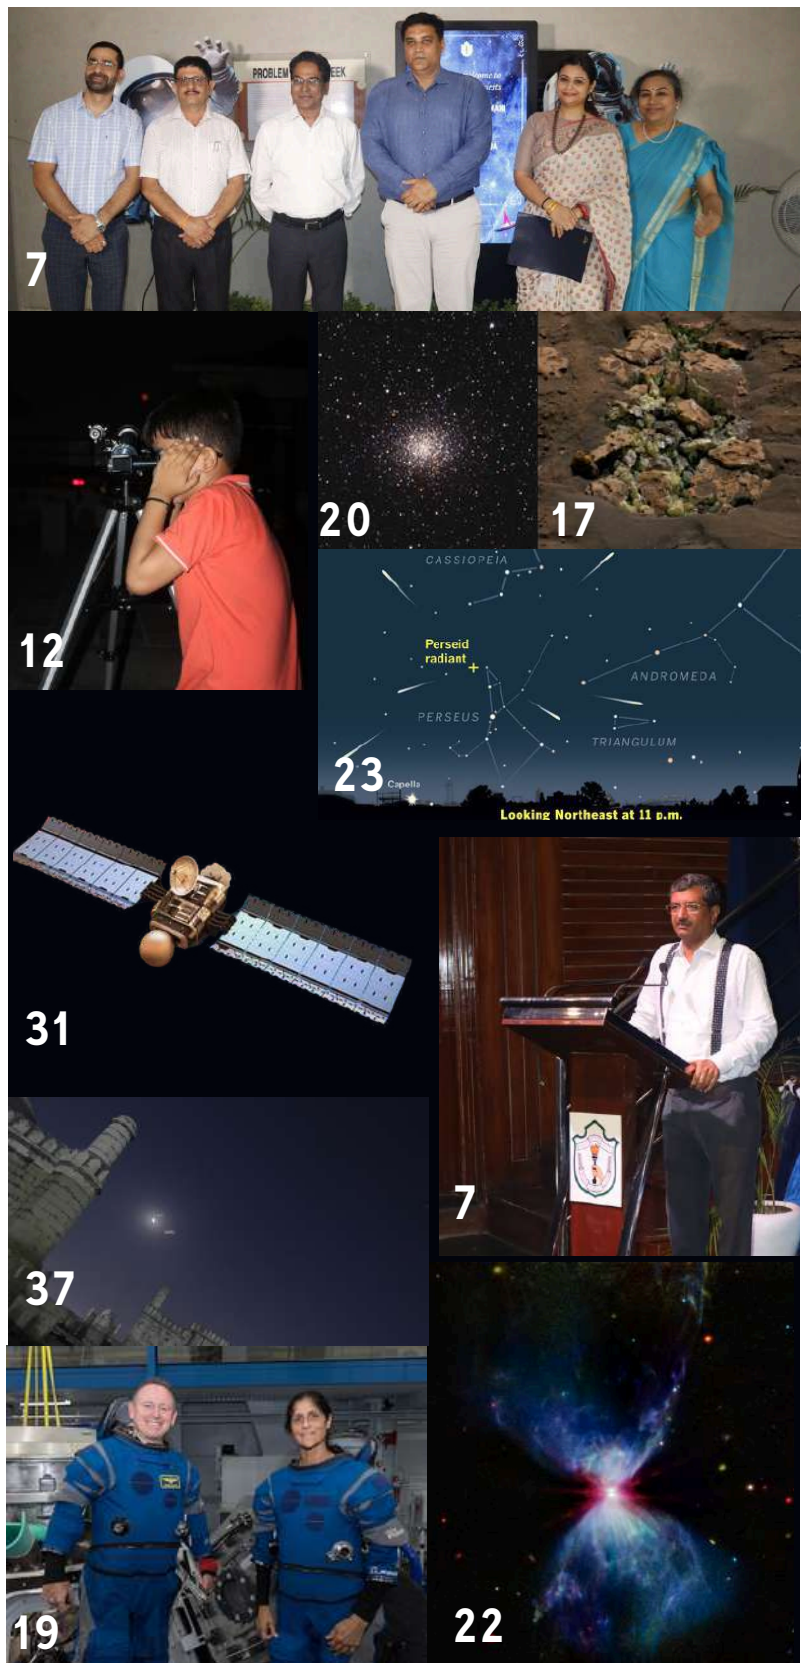 PROBLEM
EEK
7
20
17
12
CASSIOPEIA
Perseid
radiant
ANDROMEDA
PERSEUS
TRIANGULUM
23
Capella
Looking Northeast at 11 p.m.
31
7
37
19
22